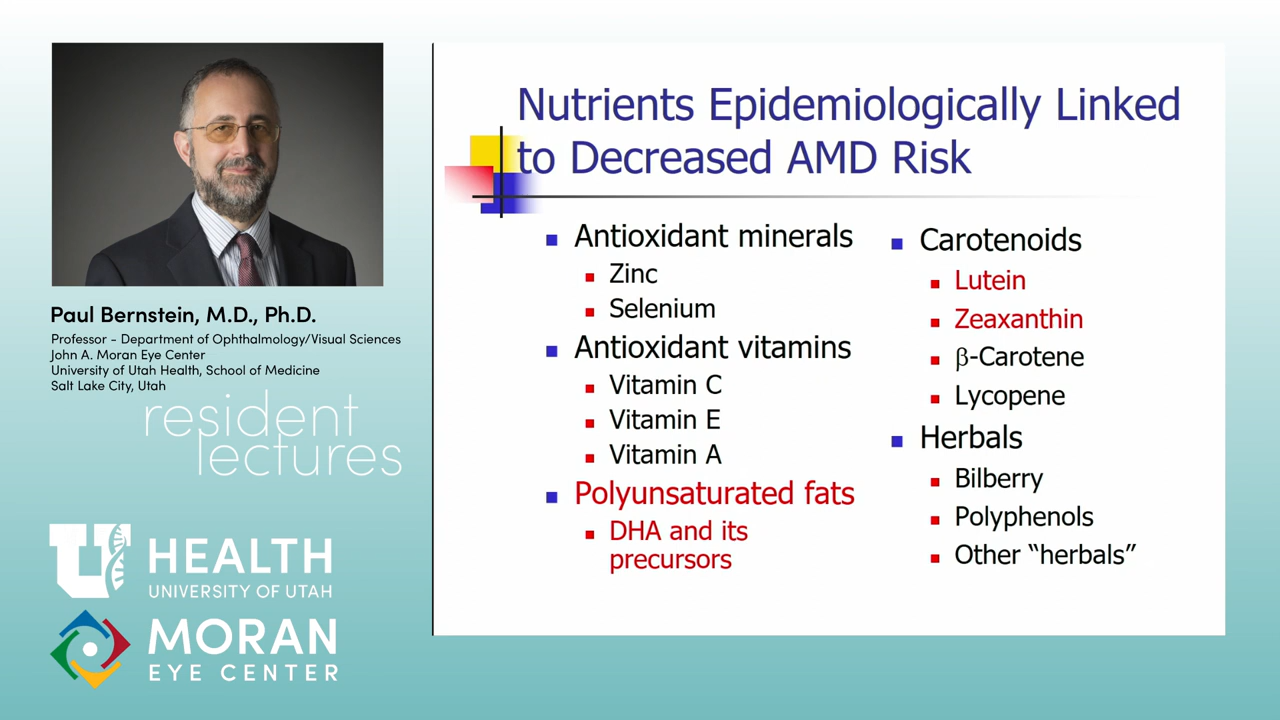 Paul Bernstein, M.D., Ph.D.
Professor - Department of Ophthalmology/Visual Sciences
John A. Moran Eye Center
University of Utah Health, School of Medicine
Salt Lake City, Utah
resident
lectures
U HEALTH
UNIVERSITY OF UTAH
MORAN
EYE CENTER
Nutrients Epidemiologically Linked
to Decreased AMD Risk
Antioxidant minerals
Zinc
Selenium
Antioxidant vitamins
Vitamin C
Vitamin E
Vitamin A
Polyunsaturated fats
DHA and its
precursors
Carotenoids
Lutein
Zeaxanthin
β-Carotene
Lycopene
Herbals
Bilberry
Polyphenols
Other “herbals”